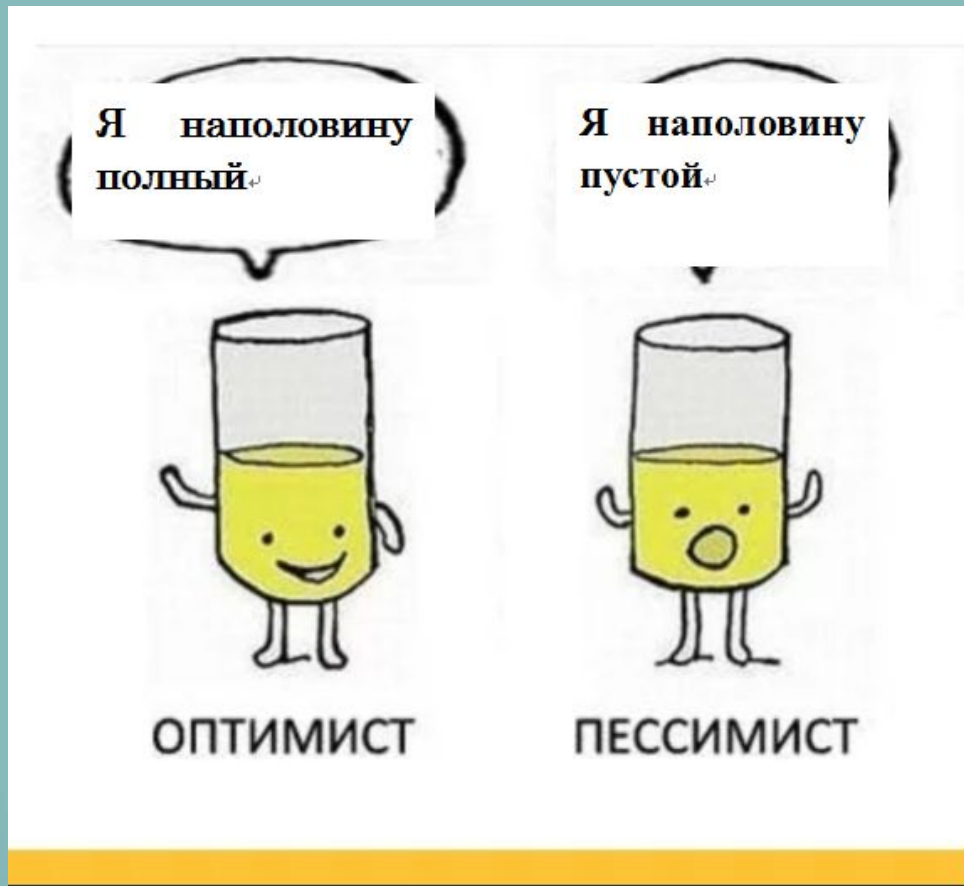 Я наполовину
полный
Я наполовину
пустой
ОПТИМИСТ
ПЕССИМИСТ